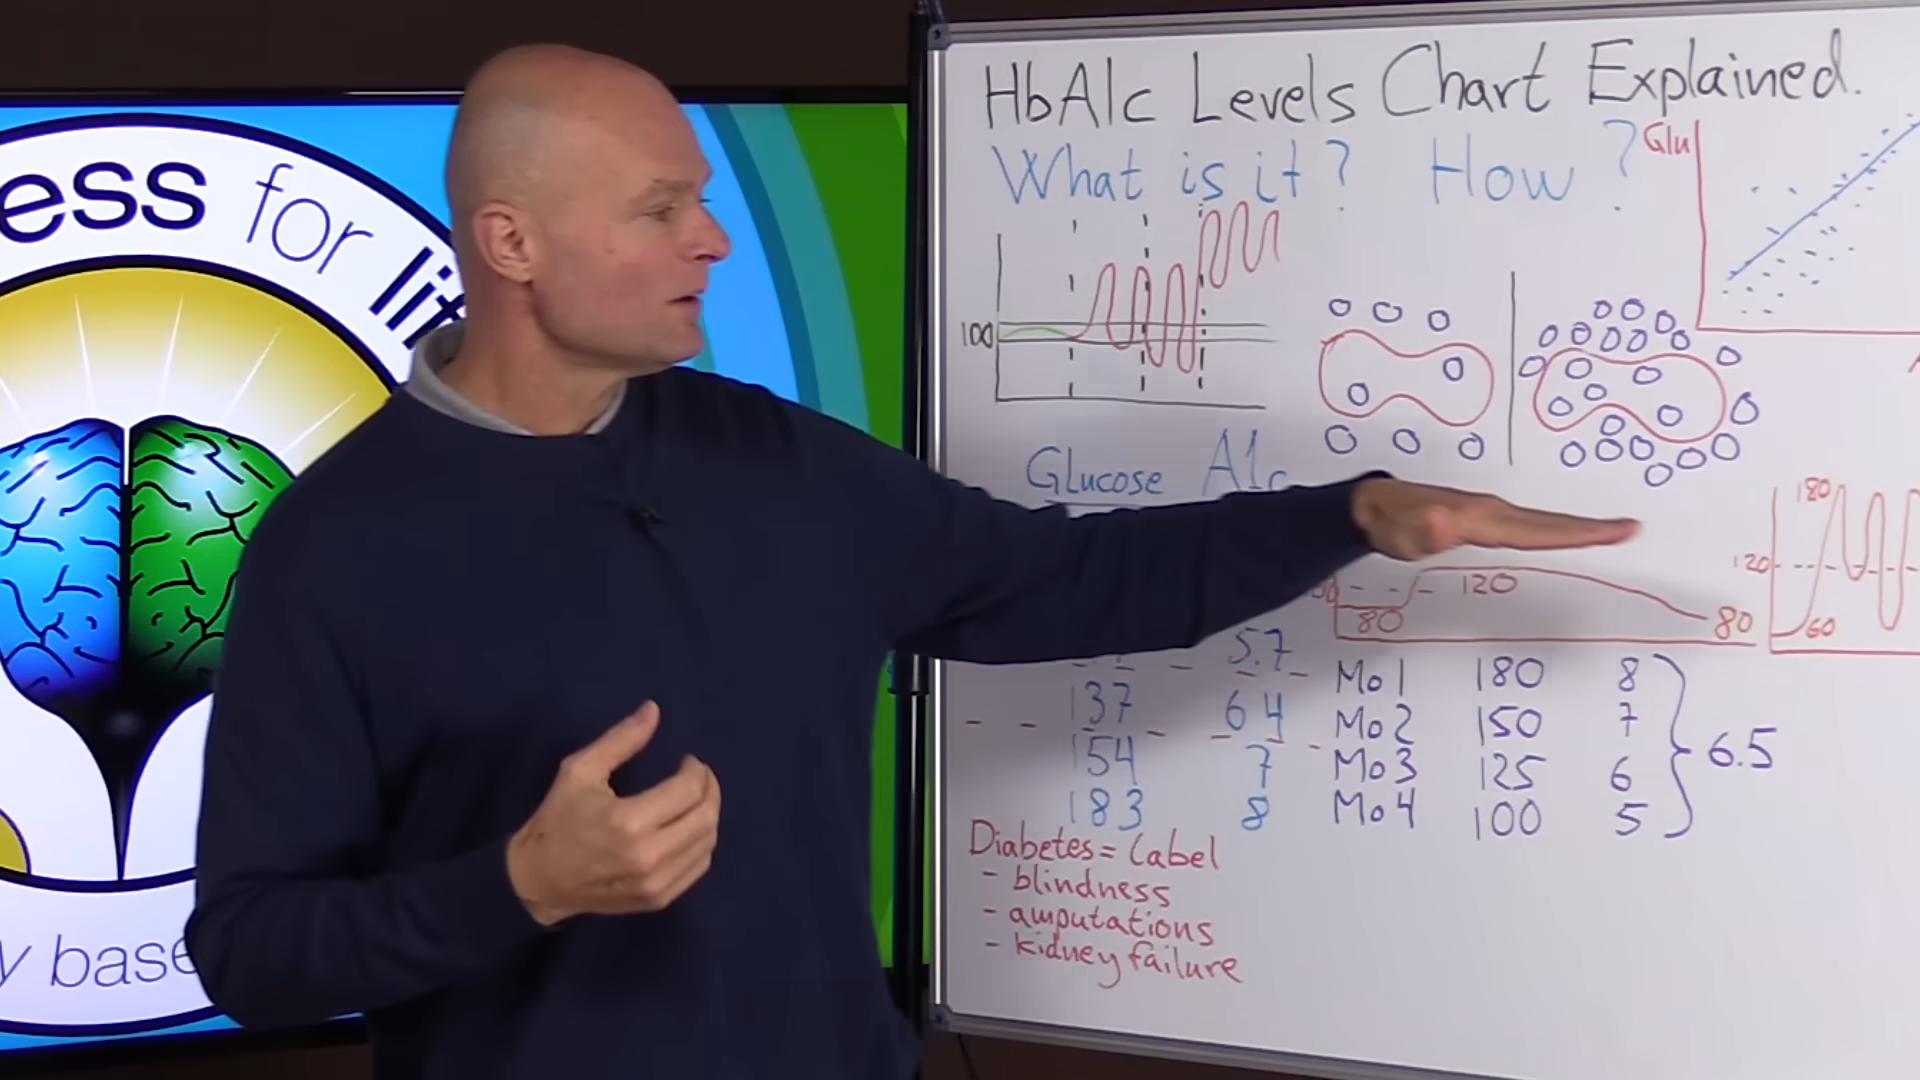 ess for lif
y base
HbA1c Levels Chart Explained.
What is it? How?
Glu
100
Glucose A1c
180
120
60
120
80
80
5.7
137 6.4
154 7
183 8
Mo1 180 8
Mo2 150 7
Mo3 125 6
Mo4 100 5
6.5
Diabetes = Label
- blindness
- amputations
- kidney failure